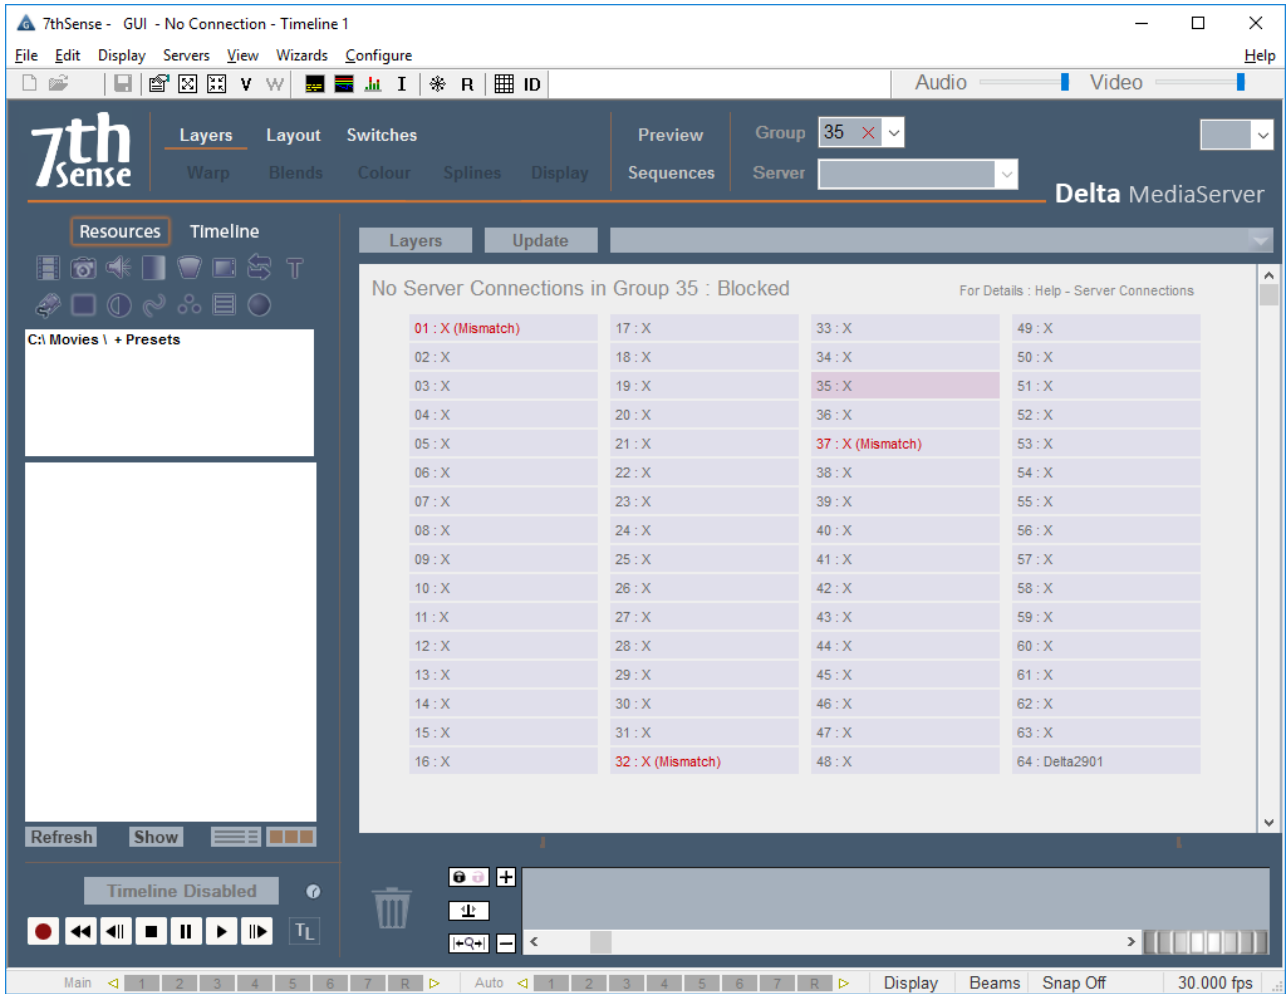 7thSense - GUI - No Connection - Timeline 1
File Edit Display Servers View Wizards Configure Help
V W I R ID Audio Video
7th Sense
Layers Layout Switches Preview Group 35
Warp Blends Colour Splines Display Sequences Server
Delta MediaServer
Resources Timeline
Layers Update
T
No Server Connections in Group 35 : Blocked For Details : Help - Server Connections
C:\ Movies \ + Presets
01 : X (Mismatch) 17 : X 33 : X 49 : X
02 : X 18 : X 34 : X 50 : X
03 : X 19 : X 35 : X 51 : X
04 : X 20 : X 36 : X 52 : X
05 : X 21 : X 37 : X (Mismatch) 53 : X
06 : X 22 : X 38 : X 54 : X
07 : X 23 : X 39 : X 55 : X
08 : X 24 : X 40 : X 56 : X
09 : X 25 : X 41 : X 57 : X
10 : X 26 : X 42 : X 58 : X
11 : X 27 : X 43 : X 59 : X
12 : X 28 : X 44 : X 60 : X
13 : X 29 : X 45 : X 61 : X
14 : X 30 : X 46 : X 62 : X
15 : X 31 : X 47 : X 63 : X
16 : X 32 : X (Mismatch) 48 : X 64 : Delta2901
Refresh Show
Timeline Disabled
TL
Main 1 2 3 4 5 6 7 R Auto 1 2 3 4 5 6 7 R Display Beams Snap Off 30.000 fps